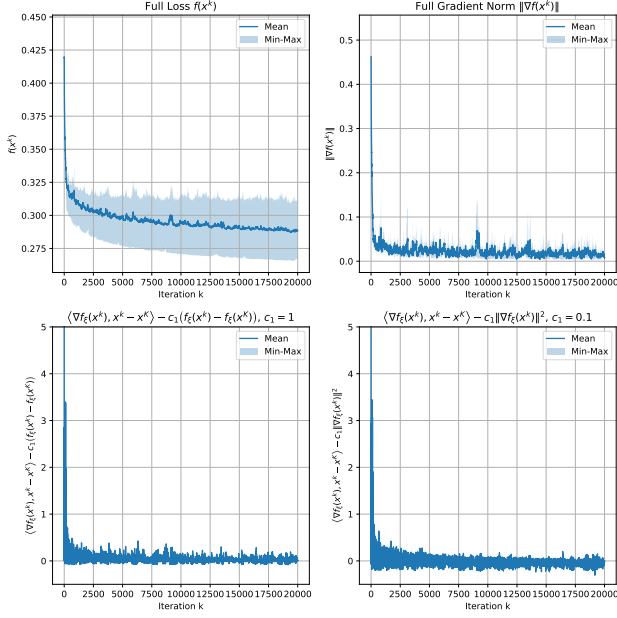 Full Loss f(x^k)
0.450
0.425
0.400
0.375
0.350
0.325
0.300
0.275
f(x^k)
Mean
Min-Max
0 2500 5000 7500 10000 12500 15000 17500 20000
Iteration k
Full Gradient Norm ‖∇f(x^k)‖
0.5
0.4
0.3
0.2
0.1
0.0
‖∇f(x^k)‖
Mean
Min-Max
0 2500 5000 7500 10000 12500 15000 17500 20000
Iteration k
⟨∇f_ξ(x^k), x^k − x^K⟩ − c_1(f_ξ(x^k) − f_ξ(x^K)), c_1 = 1
5
4
3
2
1
0
⟨∇f_ξ(x^k), x^k − x^K⟩ − c_1(f_ξ(x^k) − f_ξ(x^K))
Mean
Min-Max
0 2500 5000 7500 10000 12500 15000 17500 20000
Iteration k
⟨∇f_ξ(x^k), x^k − x^K⟩ − c_1‖∇f_ξ(x^k)‖^2, c_1 = 0.1
5
4
3
2
1
0
⟨∇f_ξ(x^k), x^k − x^K⟩ − c_1‖∇f_ξ(x^k)‖^2
Mean
Min-Max
0 2500 5000 7500 10000 12500 15000 17500 20000
Iteration k